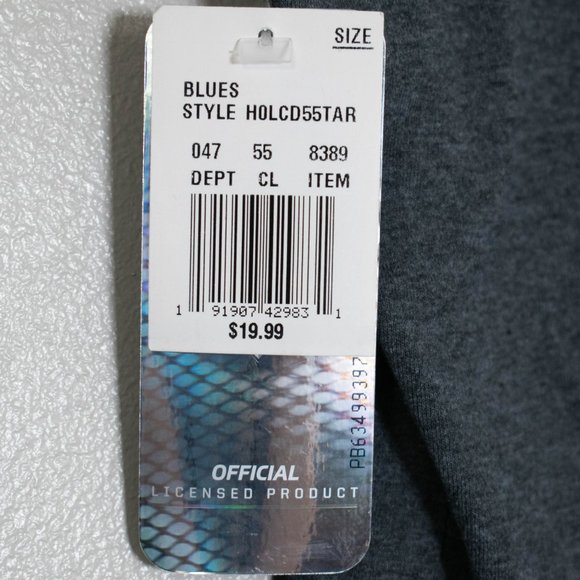 SIZE
BLUES
STYLE H0LCD55TAR
047 55 8389
DEPT CL ITEM
1 91907 42983 1
$19.99
PB63499397
OFFICIAL
LICENSED PRODUCT